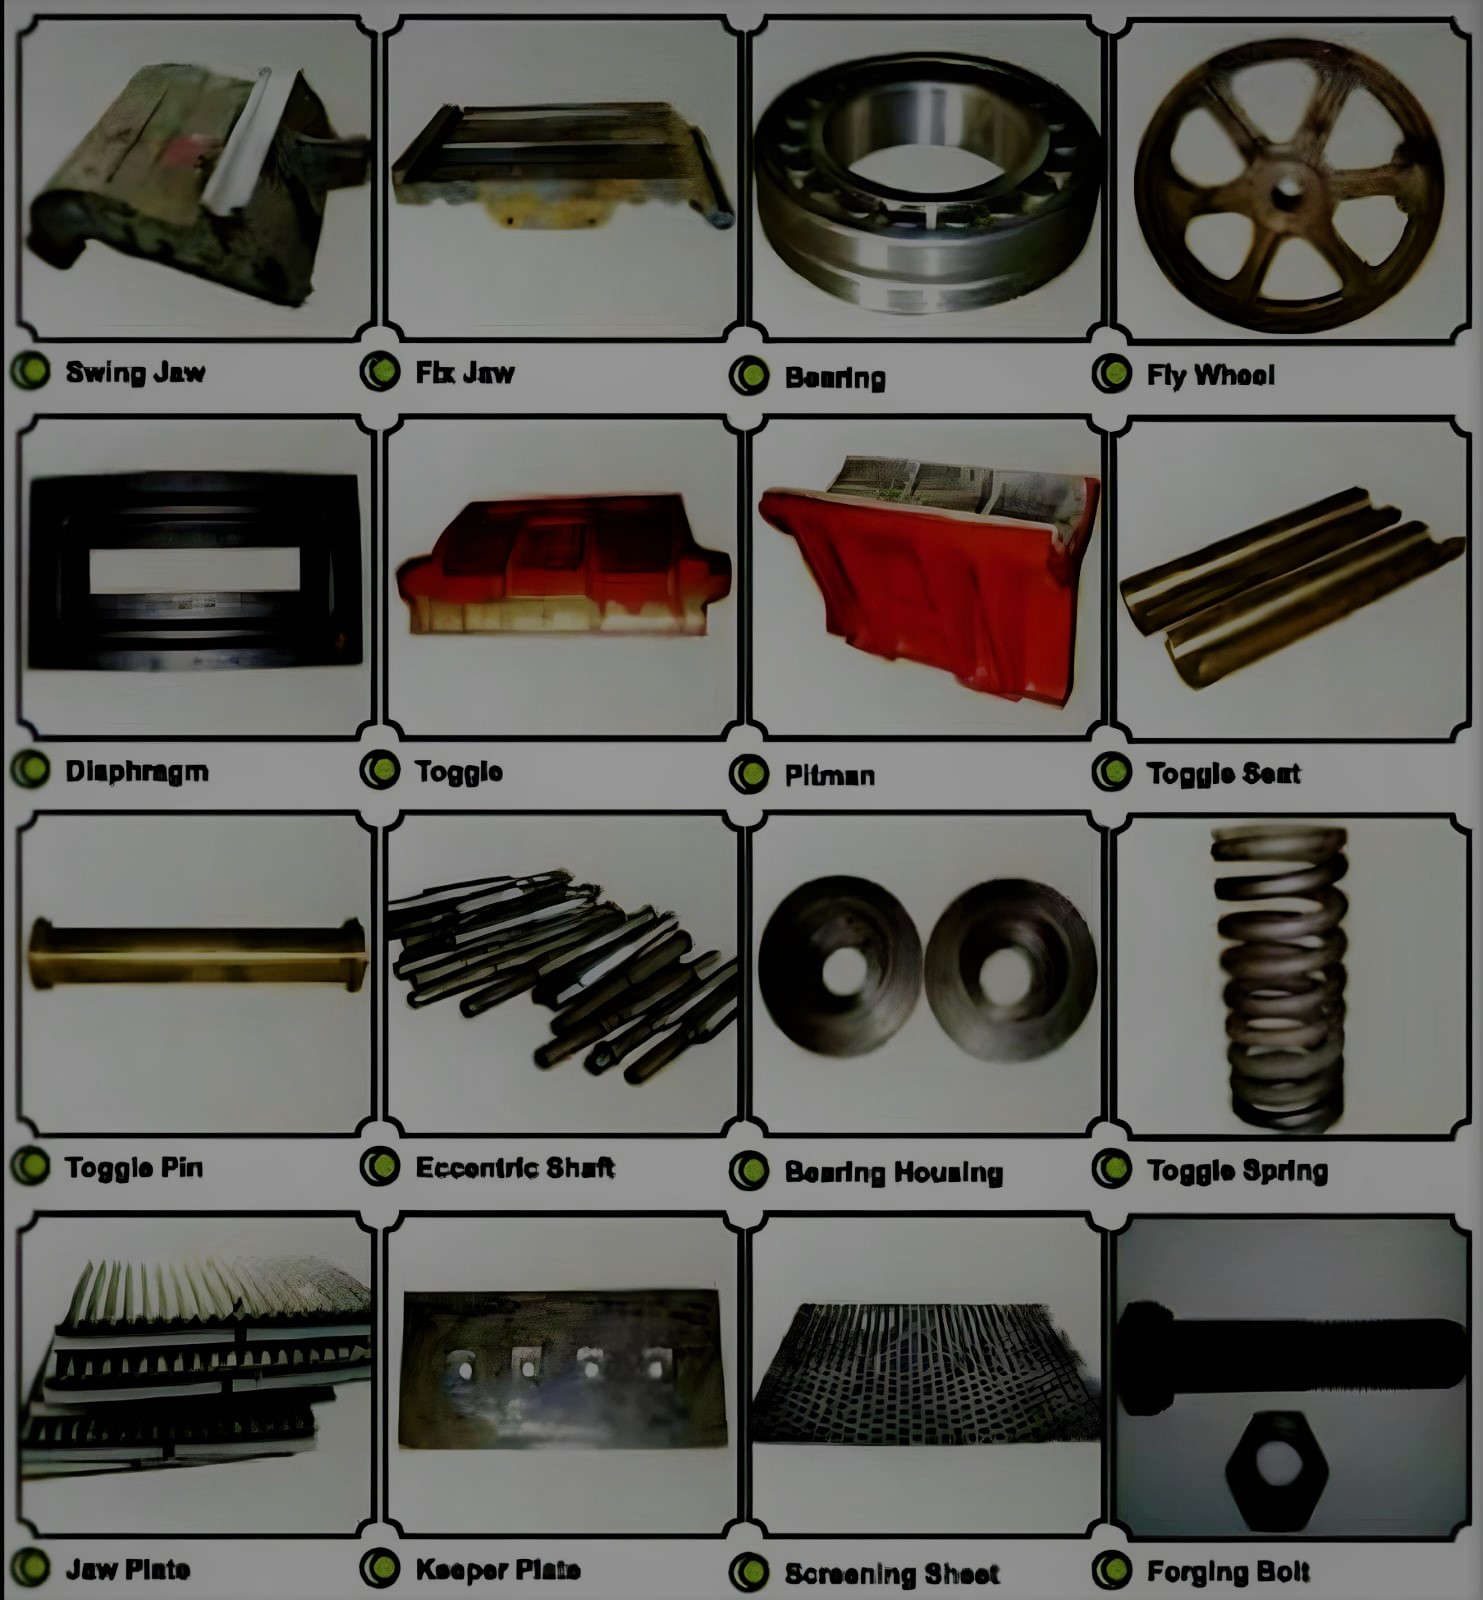 Swing Jaw
Fix Jaw
Bearing
Fly Wheel
Diaphragm
Toggle
Pitman
Toggle Seat
Toggle Pin
Eccentric Shaft
Bearing Housing
Toggle Spring
Jaw Plate
Keeper Plate
Screening Sheet
Forging Bolt